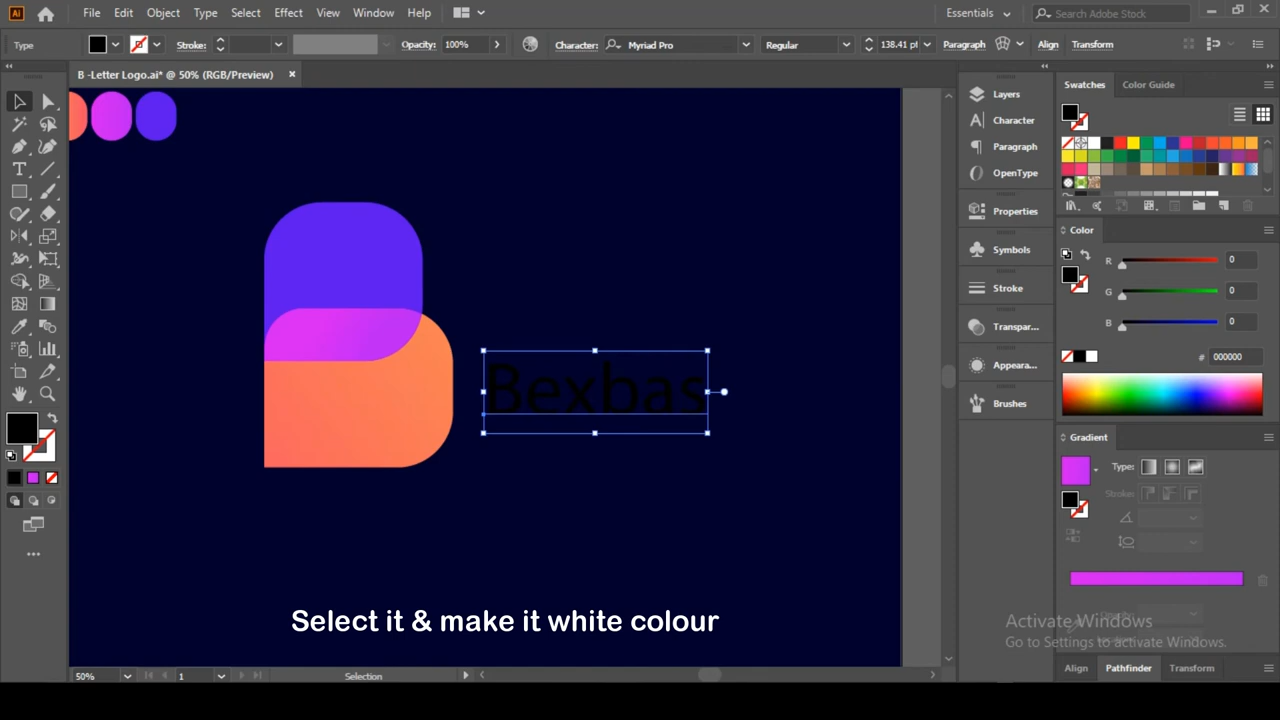 Ai File Edit Object Type Select Effect View Window Help Essentials Search Adobe Stock
Type Stroke: Opacity: 100% Character: Myriad Pro Regular 138.41 pt Paragraph Align Transform
B -Letter Logo.ai* @ 50% (RGB/Preview)
Layers
Character
Paragraph
OpenType
Properties
Symbols
Stroke
Transpar...
Appeara...
Brushes
Swatches Color Guide
Color
R 0
G 0
B 0
# 000000
Gradient
Type:
Stroke:
Bexbas
Select it & make it white colour
Activate Windows
Go to Settings to activate Windows.
50% 1 Selection
Align Pathfinder Transform